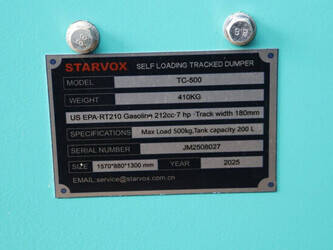 STARVOX SELF LOADING TRACKED DUMPER
MODEL TC-500
WEIGHT 410KG
US EPA-RT210 Gasoline 212cc·7 hp·Track width 180mm
SPECIFICATIONS Max Load 500kg,Tank capacity 200 L
SERIAL NUMBER JM2508027
SIZE 1570*880*1300 mm YEAR 2025
EMAIL:service@starvox.com.cn